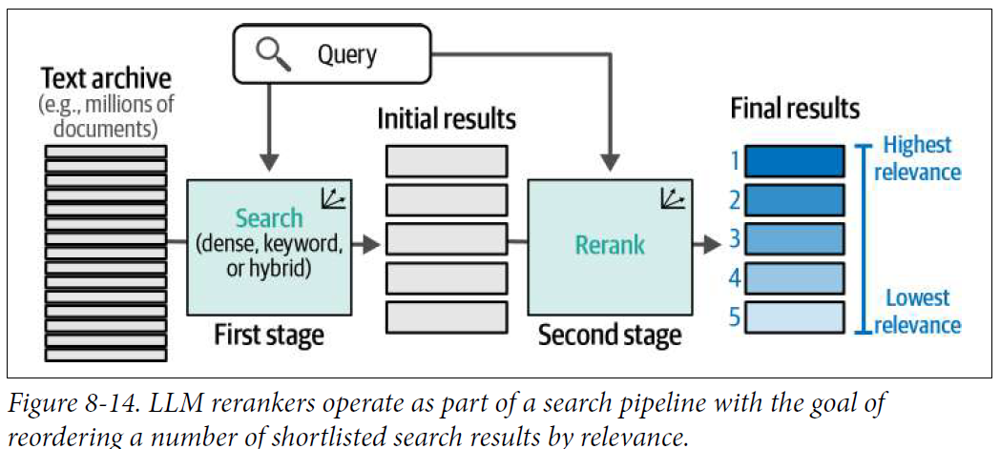 Query
Text archive
(e.g., millions of
documents)
Initial results
Final results
Search
(dense, keyword,
or hybrid)
First stage
Rerank
Second stage
1
2
3
4
5
Highest
relevance
Lowest
relevance
Figure 8-14. LLM rerankers operate as part of a search pipeline with the goal of
reordering a number of shortlisted search results by relevance.